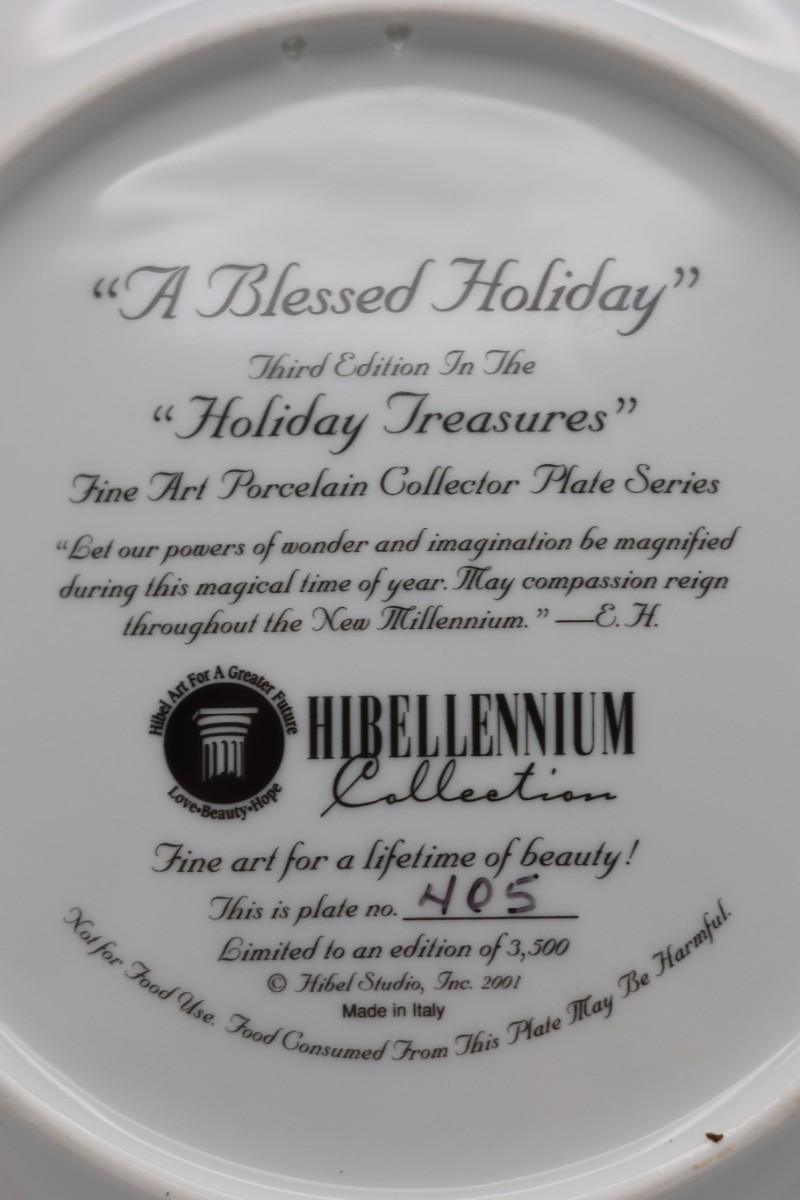 “A Blessed Holiday”
Third Edition In The
“Holiday Treasures”
Fine Art Porcelain Collector Plate Series
“Let our powers of wonder and imagination be magnified
during this magical time of year. May compassion reign
throughout the New Millennium.” —E. H.
Hibel Art For A Greater Future
Love•Beauty•Hope
HIBELLENNIUM
Collection
Fine art for a lifetime of beauty!
This is plate no. 405
Limited to an edition of 3,500
© Hibel Studio, Inc. 2001
Made in Italy
Not for Food Use. Food Consumed From This Plate May Be Harmful.